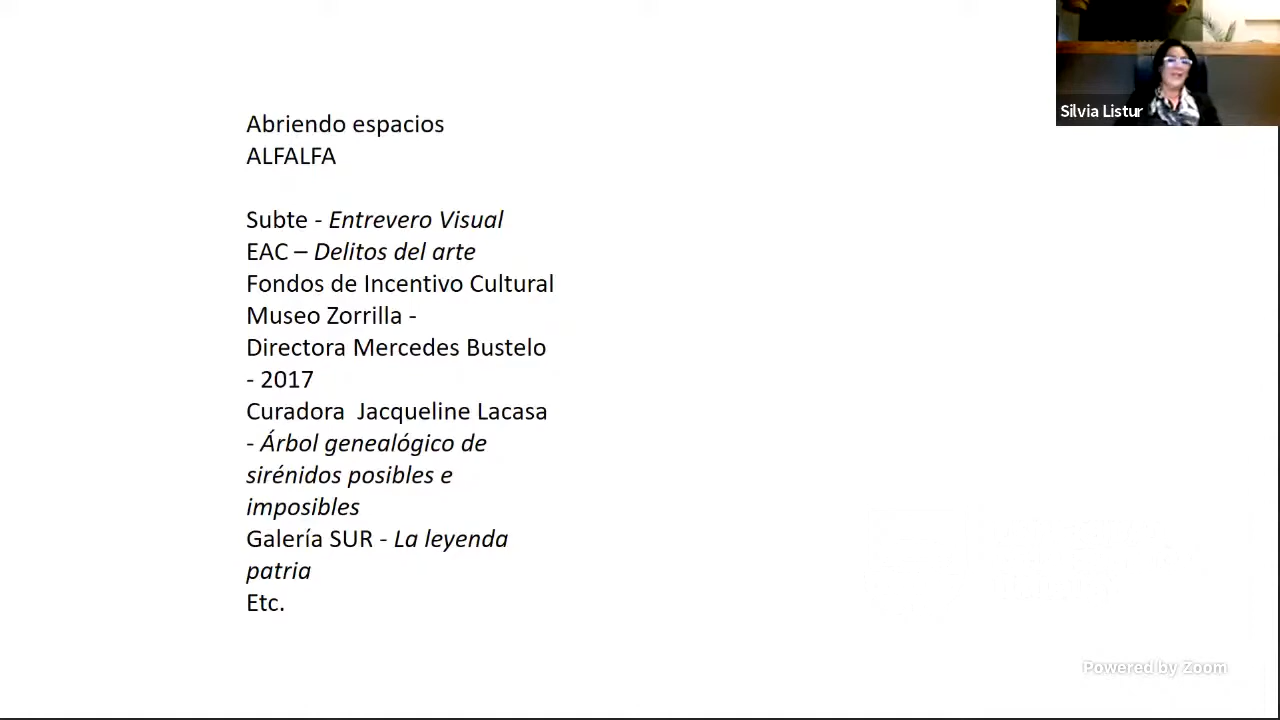 Abriendo espacios
ALFALFA
Subte - Entrevero Visual
EAC – Delitos del arte
Fondos de Incentivo Cultural
Museo Zorrilla -
Directora Mercedes Bustelo
- 2017
Curadora  Jacqueline Lacasa
- Árbol genealógico de
sirénidos posibles e
imposibles
Galería SUR - La leyenda
patria
Etc.
Silvia Listur
Powered by Zoom